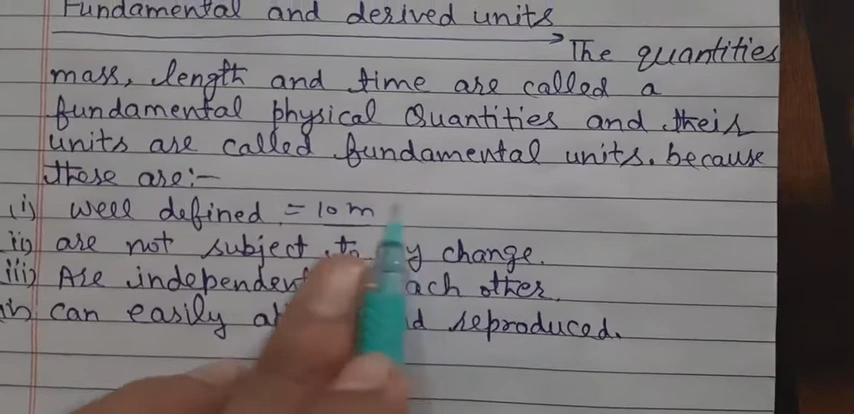 Fundamental and derived units
The quantities
mass, length and time are called a
fundamental physical Quantities and their
units are called fundamental units. because
these are:-
(i) well defined = 10 m
ii) are not subject to y change.
iii) Are independent ach other
can easily a d reproduced.